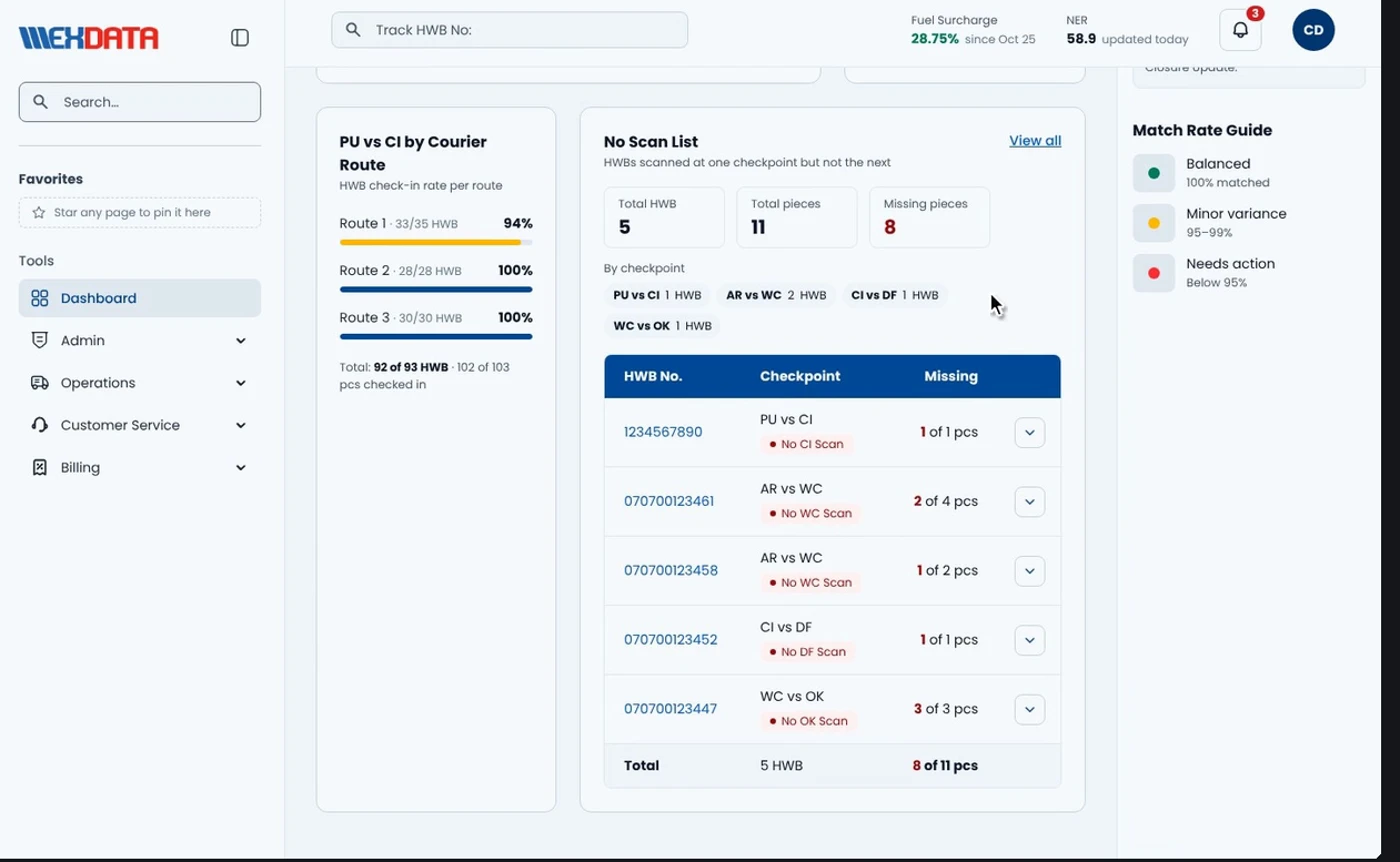 WEXDATA
Track HWB No:
Fuel Surcharge
28.75% since Oct 25
NER
58.9 updated today
3
CD
Search...
Favorites
Star any page to pin it here
Tools
Dashboard
Admin
Operations
Customer Service
Billing
PU vs CI by Courier
Route
HWB check-in rate per route
Route 1 · 33/35 HWB 94%
Route 2 · 28/28 HWB 100%
Route 3 · 30/30 HWB 100%
Total: 92 of 93 HWB · 102 of 103
pcs checked in
No Scan List
View all
HWBs scanned at one checkpoint but not the next
Total HWB
5
Total pieces
11
Missing pieces
8
By checkpoint
PU vs CI 1 HWB AR vs WC 2 HWB CI vs DF 1 HWB
WC vs OK 1 HWB
HWB No. Checkpoint Missing
1234567890 PU vs CI 1 of 1 pcs
No CI Scan
070700123461 AR vs WC 2 of 4 pcs
No WC Scan
070700123458 AR vs WC 1 of 2 pcs
No WC Scan
070700123452 CI vs DF 1 of 1 pcs
No DF Scan
070700123447 WC vs OK 3 of 3 pcs
No OK Scan
Total 5 HWB 8 of 11 pcs
Closure update.
Match Rate Guide
Balanced
100% matched
Minor variance
95–99%
Needs action
Below 95%